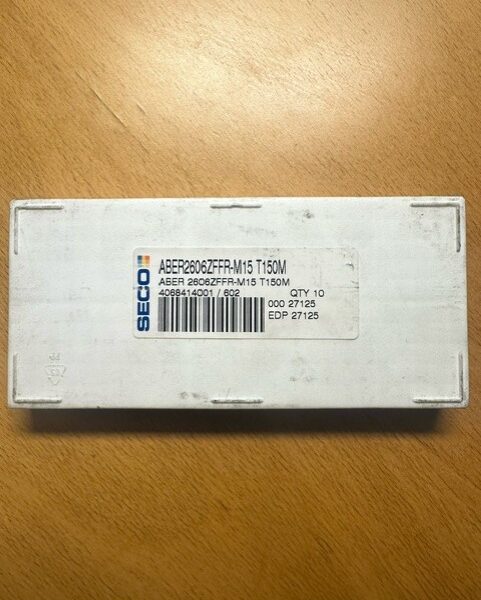 SECO
ABER2606ZFFR-M15 T150M
ABER 2606ZFFR-M15 T150M
4068414001 / 602 QTY 10
000 27125
EDP 27125